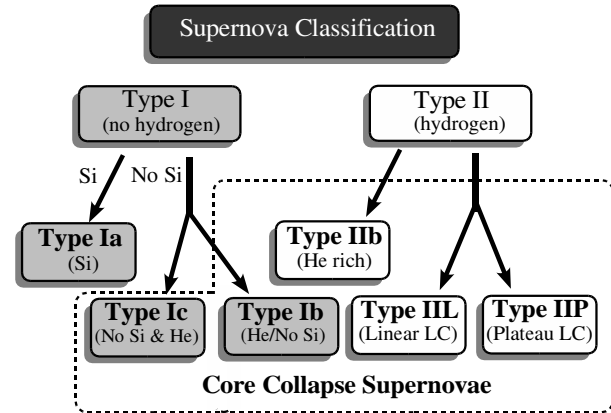 Supernova Classification
Type I
(no hydrogen)
Type II
(hydrogen)
Si
No Si
Type Ia
(Si)
Type IIb
(He rich)
Type Ic
(No Si & He)
Type Ib
(He/No Si)
Type IIL
(Linear LC)
Type IIP
(Plateau LC)
Core Collapse Supernovae